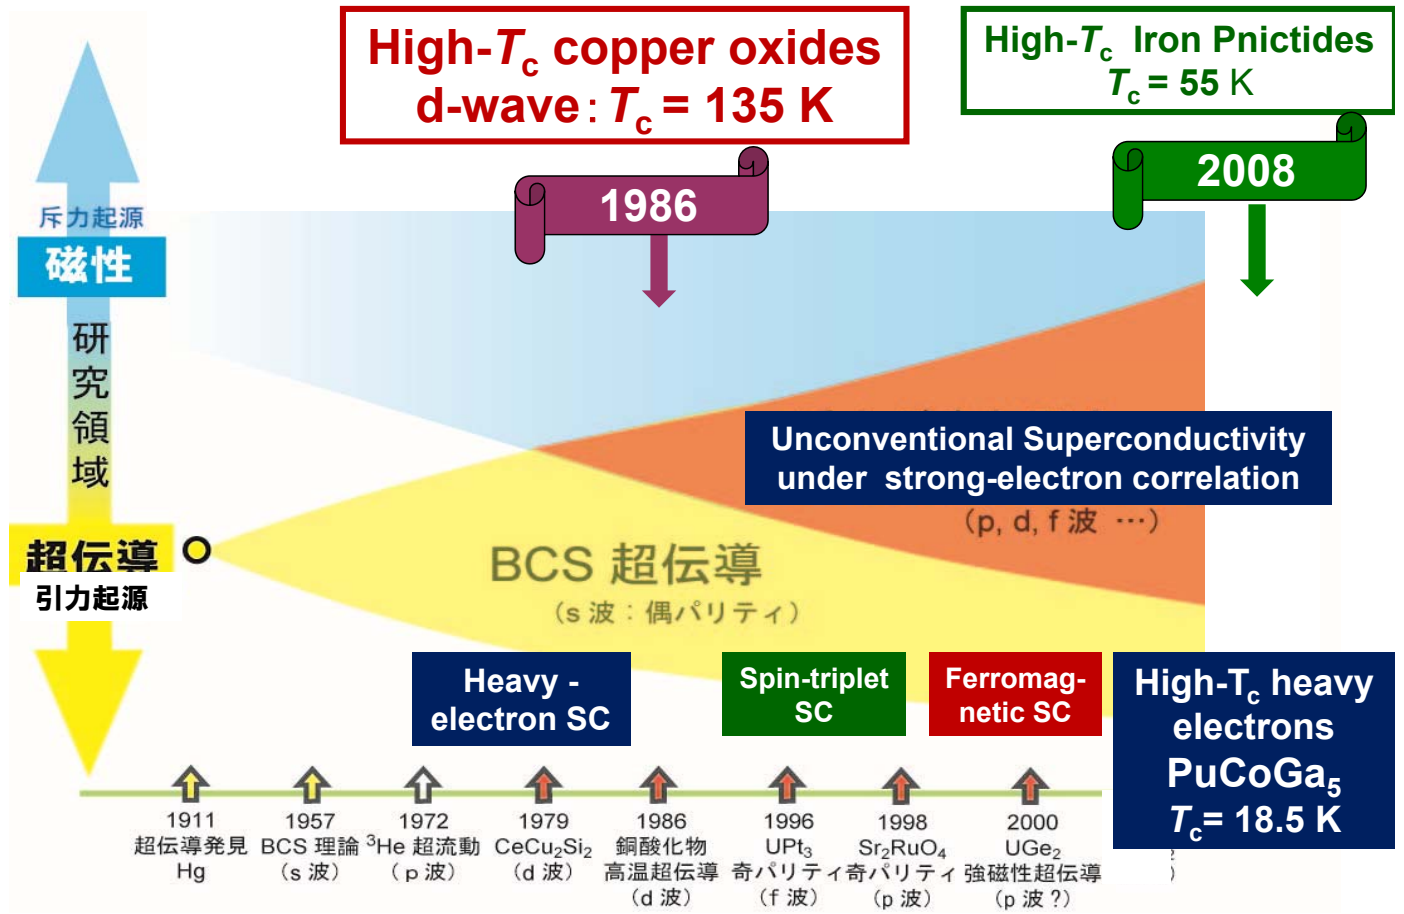 High-Tc copper oxides
d-wave：Tc = 135 K
High-Tc Iron Pnictides
Tc = 55 K
1986
2008
斥力起源
磁性
研
究
領
域
超伝導
引力起源
Unconventional Superconductivity
under strong-electron correlation
(p, d, f 波 …)
BCS 超伝導
(s 波：偶パリティ)
Heavy -
electron SC
Spin-triplet
SC
Ferromag-
netic SC
High-Tc heavy
electrons
PuCoGa5
Tc= 18.5 K
1911
超伝導発見
Hg
1957
BCS 理論
(s 波)
1972
3He 超流動
(p 波)
1979
CeCu2Si2
(d 波)
1986
銅酸化物
高温超伝導
(d 波)
1996
UPt3
奇パリティ
(f 波)
1998
Sr2RuO4
奇パリティ
(p 波)
2000
UGe2
強磁性超伝導
(p 波?)